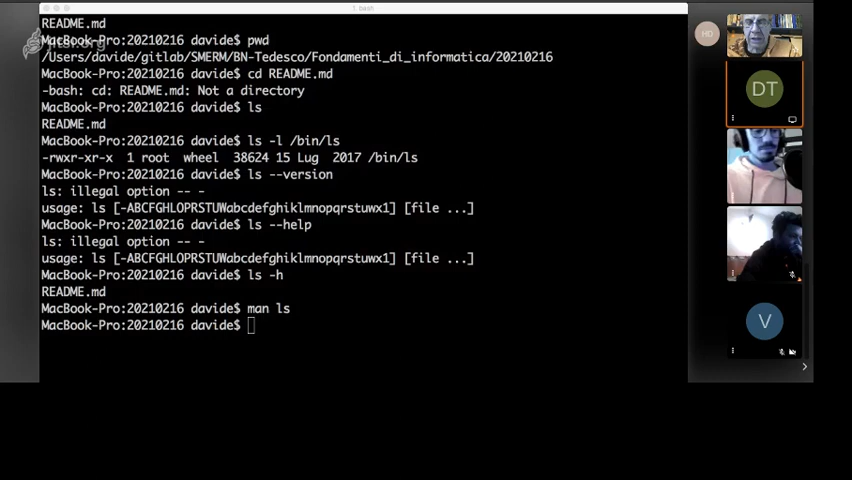 1. bash
README.md
MacBook-Pro:20210216 davide$ pwd
/Users/davide/gitlab/SMERM/BN-Tedesco/Fondamenti_di_informatica/20210216
MacBook-Pro:20210216 davide$ cd README.md
-bash: cd: README.md: Not a directory
MacBook-Pro:20210216 davide$ ls
README.md
MacBook-Pro:20210216 davide$ ls -l /bin/ls
-rwxr-xr-x  1 root  wheel  38624 15 Lug  2017 /bin/ls
MacBook-Pro:20210216 davide$ ls --version
ls: illegal option -- -
usage: ls [-ABCFGHLOPRSTUWabcdefghiklmnopqrstuwx1] [file ...]
MacBook-Pro:20210216 davide$ ls --help
ls: illegal option -- -
usage: ls [-ABCFGHLOPRSTUWabcdefghiklmnopqrstuwx1] [file ...]
MacBook-Pro:20210216 davide$ ls -h
README.md
MacBook-Pro:20210216 davide$ man ls
MacBook-Pro:20210216 davide$
HD
DT
V